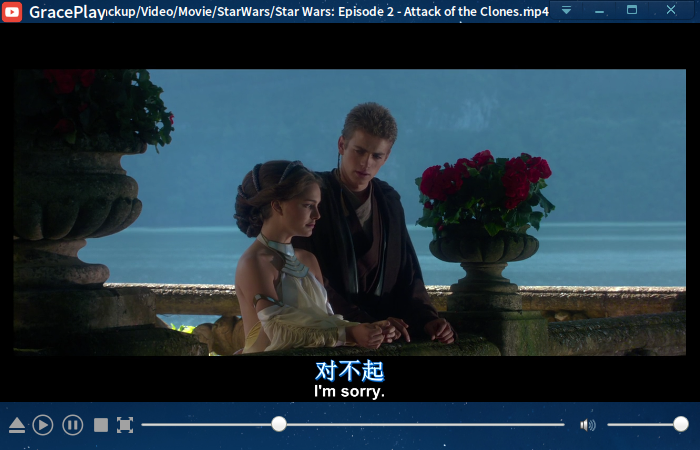 GracePlay
ckup/Video/Movie/StarWars/Star Wars: Episode 2 - Attack of the Clones.mp4
对不起
I'm sorry.